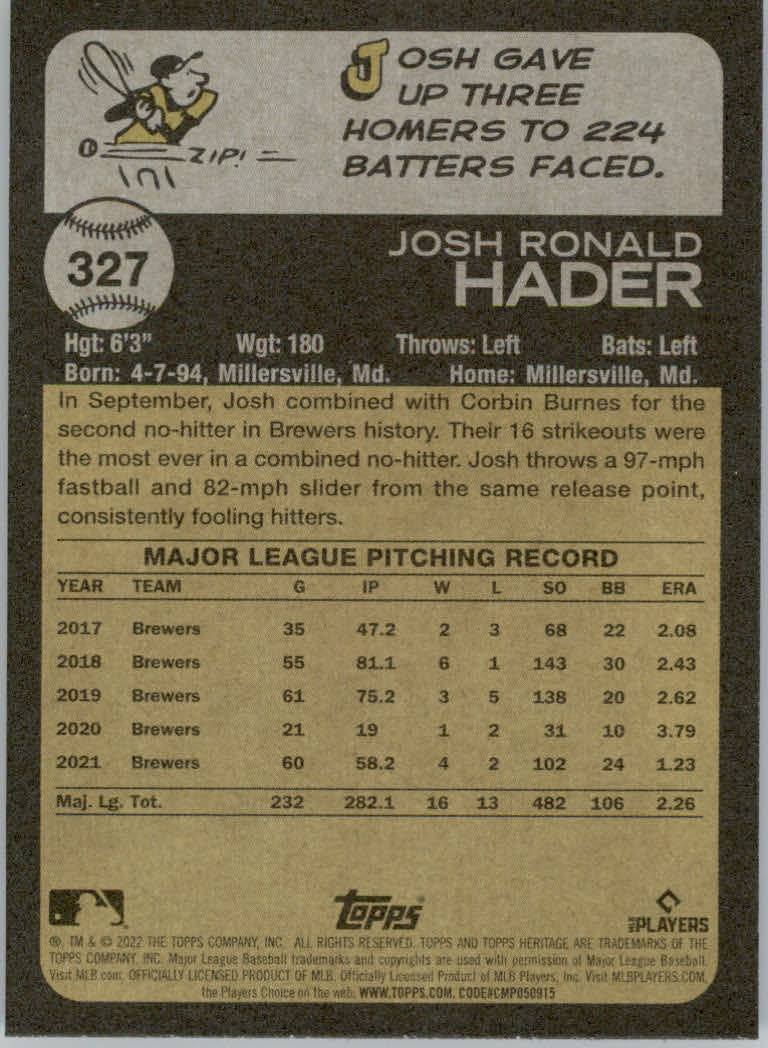 JOSH GAVE
UP THREE
HOMERS TO 224
BATTERS FACED.
ZIP!
327
JOSH RONALD
HADER
Hgt: 6'3" Wgt: 180 Throws: Left Bats: Left
Born: 4-7-94, Millersville, Md. Home: Millersville, Md.
In September, Josh combined with Corbin Burnes for the
second no-hitter in Brewers history. Their 16 strikeouts were
the most ever in a combined no-hitter. Josh throws a 97-mph
fastball and 82-mph slider from the same release point,
consistently fooling hitters.
MAJOR LEAGUE PITCHING RECORD
YEAR TEAM G IP W L SO BB ERA
2017 Brewers 35 47.2 2 3 68 22 2.08
2018 Brewers 55 81.1 6 1 143 30 2.43
2019 Brewers 61 75.2 3 5 138 20 2.62
2020 Brewers 21 19 1 2 31 10 3.79
2021 Brewers 60 58.2 4 2 102 24 1.23
Maj. Lg. Tot. 232 282.1 16 13 482 106 2.26
Topps
MLB PLAYERS
®, TM & © 2022 THE TOPPS COMPANY, INC. ALL RIGHTS RESERVED. TOPPS AND TOPPS HERITAGE ARE TRADEMARKS OF THE
TOPPS COMPANY, INC. Major League Baseball trademarks and copyrights are used with permission of Major League Baseball.
Visit MLB.com. OFFICIALLY LICENSED PRODUCT OF MLB. Officially Licensed Product of MLB Players, Inc. Visit MLBPLAYERS.COM,
the Players Choice on the web. WWW.TOPPS.COM. CODE#CMP050915